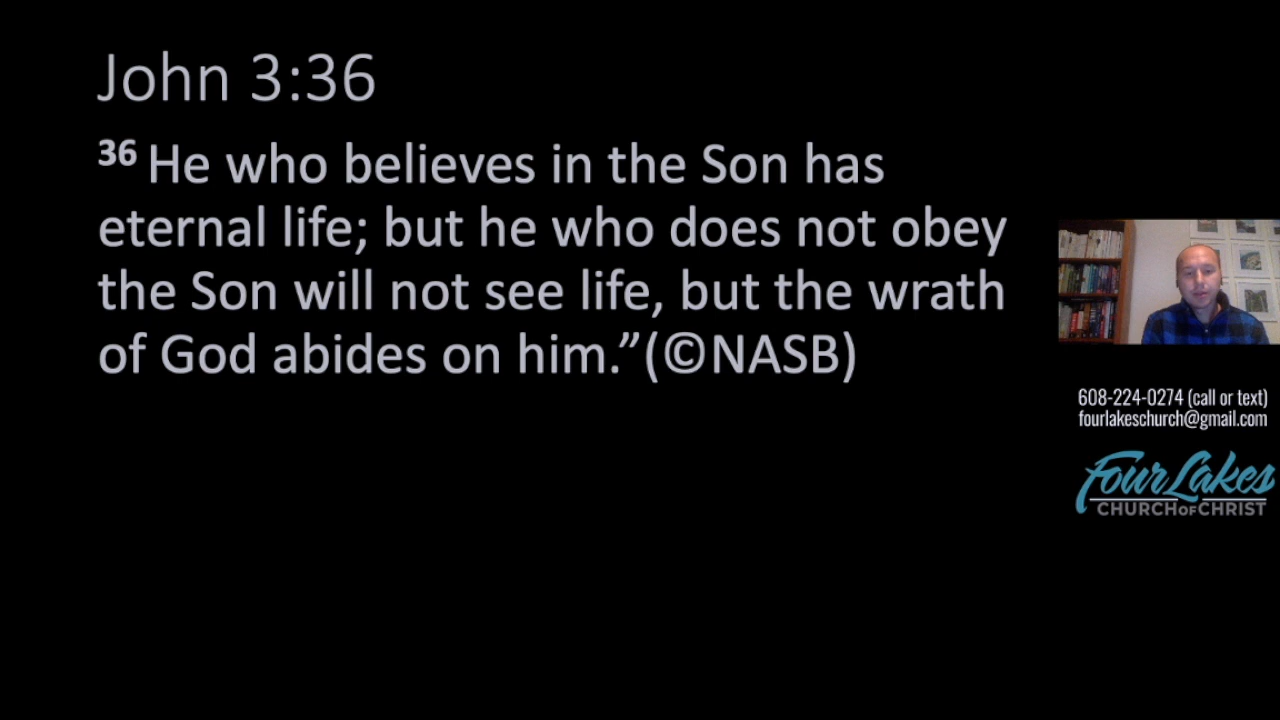 John 3:36
36 He who believes in the Son has
eternal life; but he who does not obey
the Son will not see life, but the wrath
of God abides on him.”(©NASB)
608-224-0274 (call or text)
fourlakeschurch@gmail.com
Four Lakes
CHURCH OF CHRIST